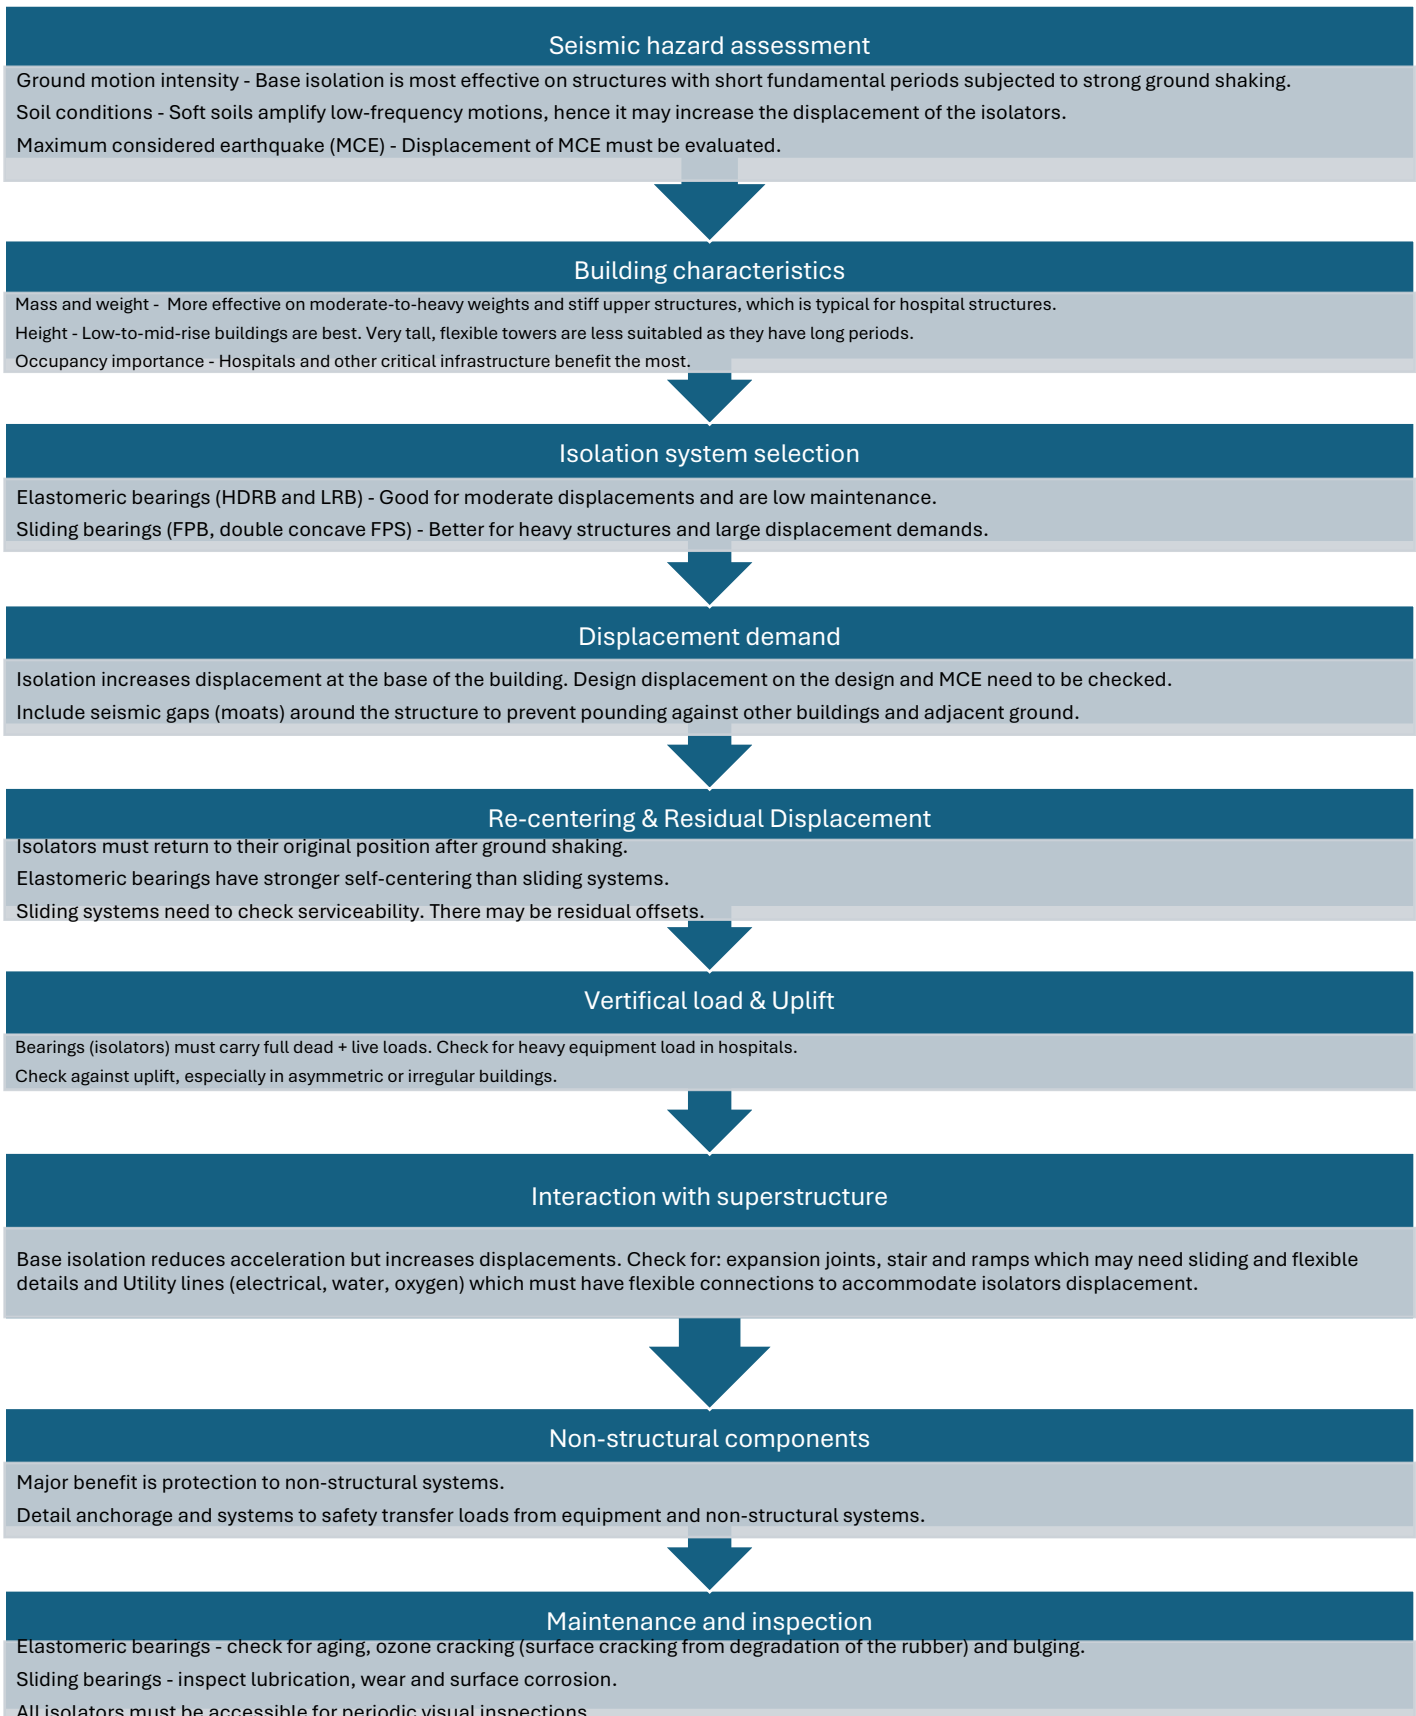 Seismic hazard assessment
Ground motion intensity - Base isolation is most effective on structures with short fundamental periods subjected to strong ground shaking.
Soil conditions - Soft soils amplify low-frequency motions, hence it may increase the displacement of the isolators.
Maximum considered earthquake (MCE) - Displacement of MCE must be evaluated.
Building characteristics
Mass and weight -  More effective on moderate-to-heavy weights and stiff upper structures, which is typical for hospital structures.
Height - Low-to-mid-rise buildings are best. Very tall, flexible towers are less suitabled as they have long periods.
Occupancy importance - Hospitals and other critical infrastructure benefit the most.
Isolation system selection
Elastomeric bearings (HDRB and LRB) - Good for moderate displacements and are low maintenance.
Sliding bearings (FPB, double concave FPS) - Better for heavy structures and large displacement demands.
Displacement demand
Isolation increases displacement at the base of the building. Design displacement on the design and MCE need to be checked.
Include seismic gaps (moats) around the structure to prevent pounding against other buildings and adjacent ground.
Re-centering & Residual Displacement
Isolators must return to their original position after ground shaking.
Elastomeric bearings have stronger self-centering than sliding systems.
Sliding systems need to check serviceability. There may be residual offsets.
Vertifical load & Uplift
Bearings (isolators) must carry full dead + live loads. Check for heavy equipment load in hospitals.
Check against uplift, especially in asymmetric or irregular buildings.
Interaction with superstructure
Base isolation reduces acceleration but increases displacements. Check for: expansion joints, stair and ramps which may need sliding and flexible
details and Utility lines (electrical, water, oxygen) which must have flexible connections to accommodate isolators displacement.
Non-structural components
Major benefit is protection to non-structural systems.
Detail anchorage and systems to safety transfer loads from equipment and non-structural systems.
Maintenance and inspection
Elastomeric bearings - check for aging, ozone cracking (surface cracking from degradation of the rubber) and bulging.
Sliding bearings - inspect lubrication, wear and surface corrosion.
All isolators must be accessible for periodic visual inspections.